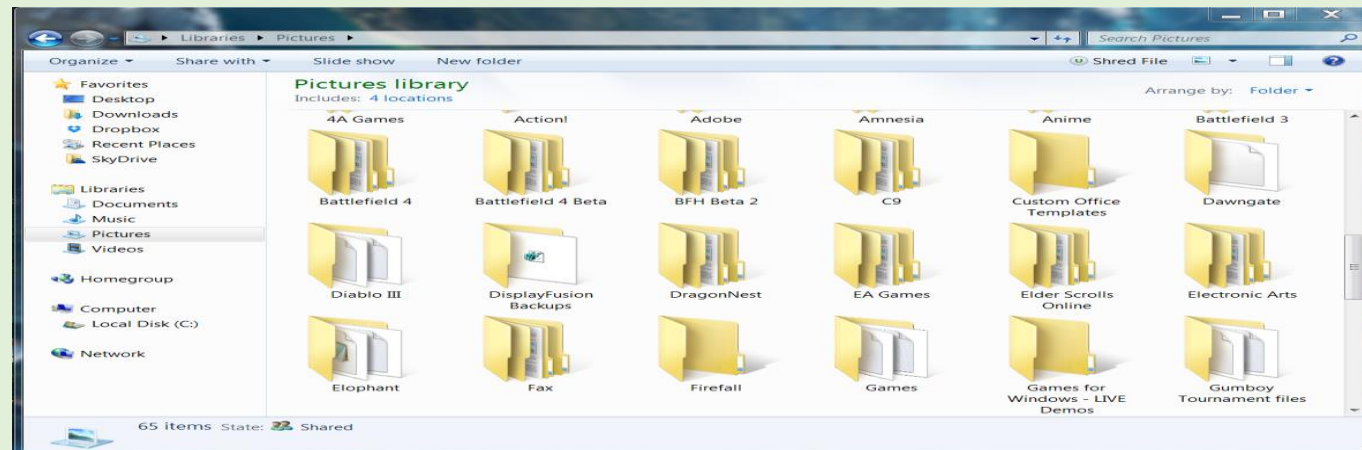 Libraries Pictures
Search Pictures
Organize Share with Slide show New folder
Shred File
Favorites
Desktop
Downloads
Dropbox
Recent Places
SkyDrive
Libraries
Documents
Music
Pictures
Videos
Homegroup
Computer
Local Disk (C:)
Network
Pictures library
Includes: 4 locations
Arrange by: Folder
4A Games Action! Adobe Amnesia Anime Battlefield 3
Battlefield 4 Battlefield 4 Beta BFH Beta 2 C9 Custom Office Dawngate
Templates
Diablo III DisplayFusion DragonNest EA Games Elder Scrolls Electronic Arts
Backups Online
Elophant Fax Firefall Games Games for Gumboy
Windows - LIVE Tournament files
Demos
65 items State: Shared